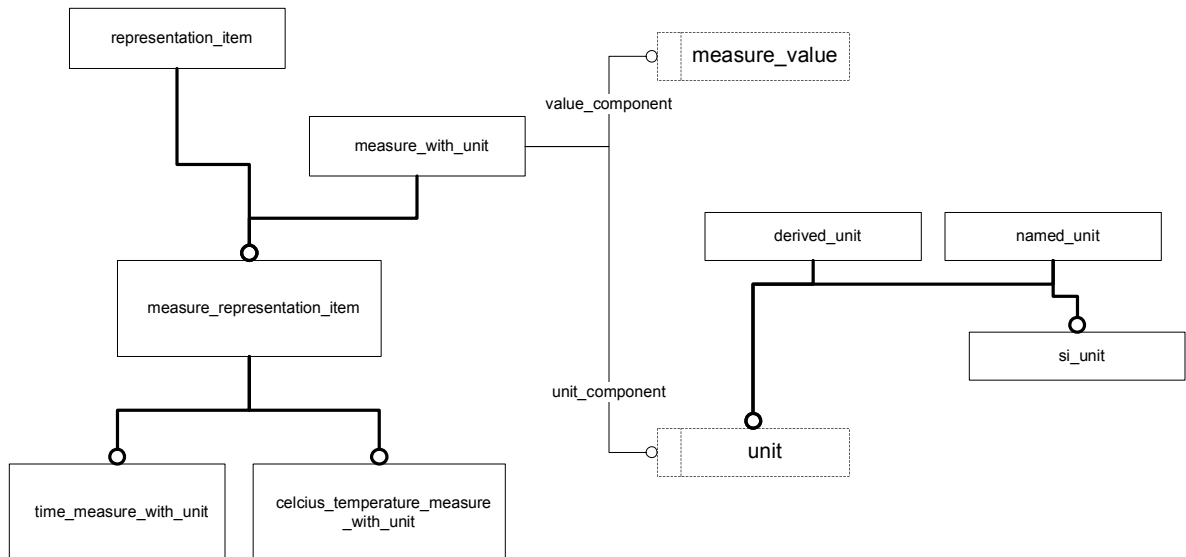 representation_item
measure_value
value_component
measure_with_unit
derived_unit
named_unit
measure_representation_item
si_unit
unit_component
unit
time_measure_with_unit
celcius_temperature_measure
_with_unit